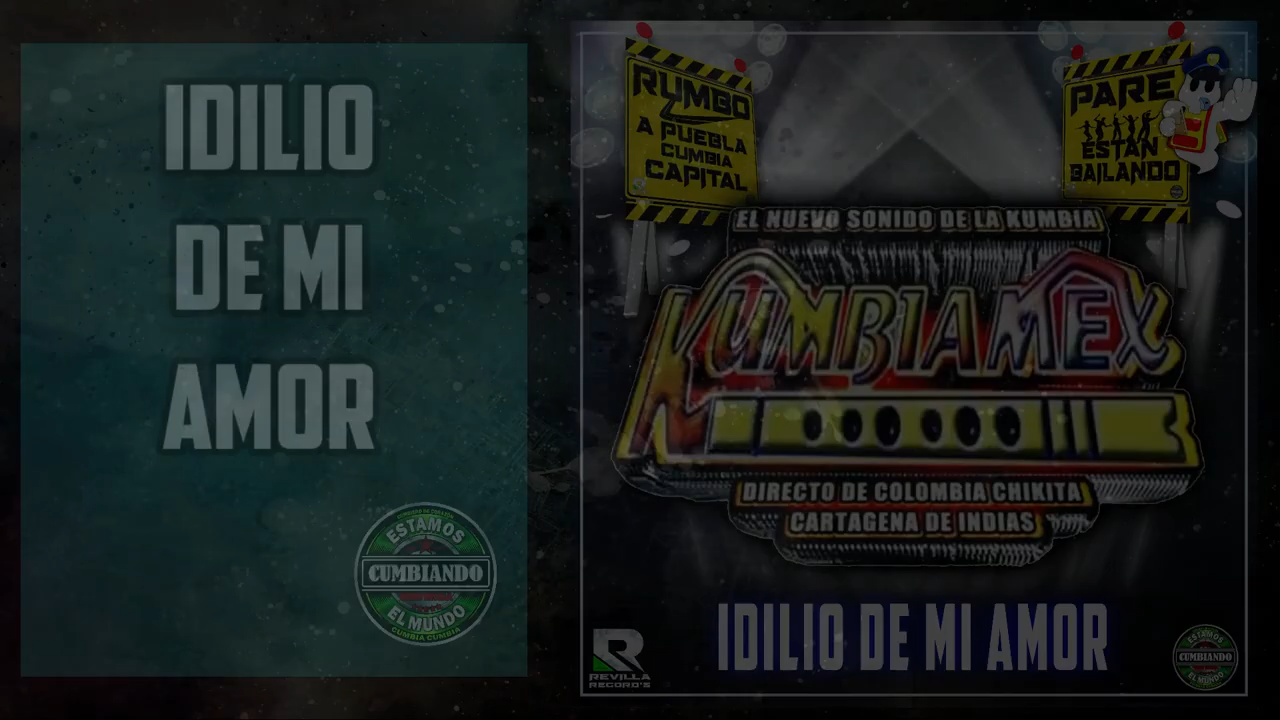 IDILIO
DE MI
AMOR
ESTAMOS
CUMBIANDO
EL MUNDO
CUMBIA CUMBIA
RUMBO
A PUEBLA
CUMBIA
CAPITAL
PARE
ESTAN
BAILANDO
EL NUEVO SONIDO DE LA KUMBIA
KUMBIAMEX
DIRECTO DE COLOMBIA CHIKITA
CARTAGENA DE INDIAS
IDILIO DE MI AMOR
R
REVILLA
RECORD'S
ESTAMOS
CUMBIANDO
EL MUNDO